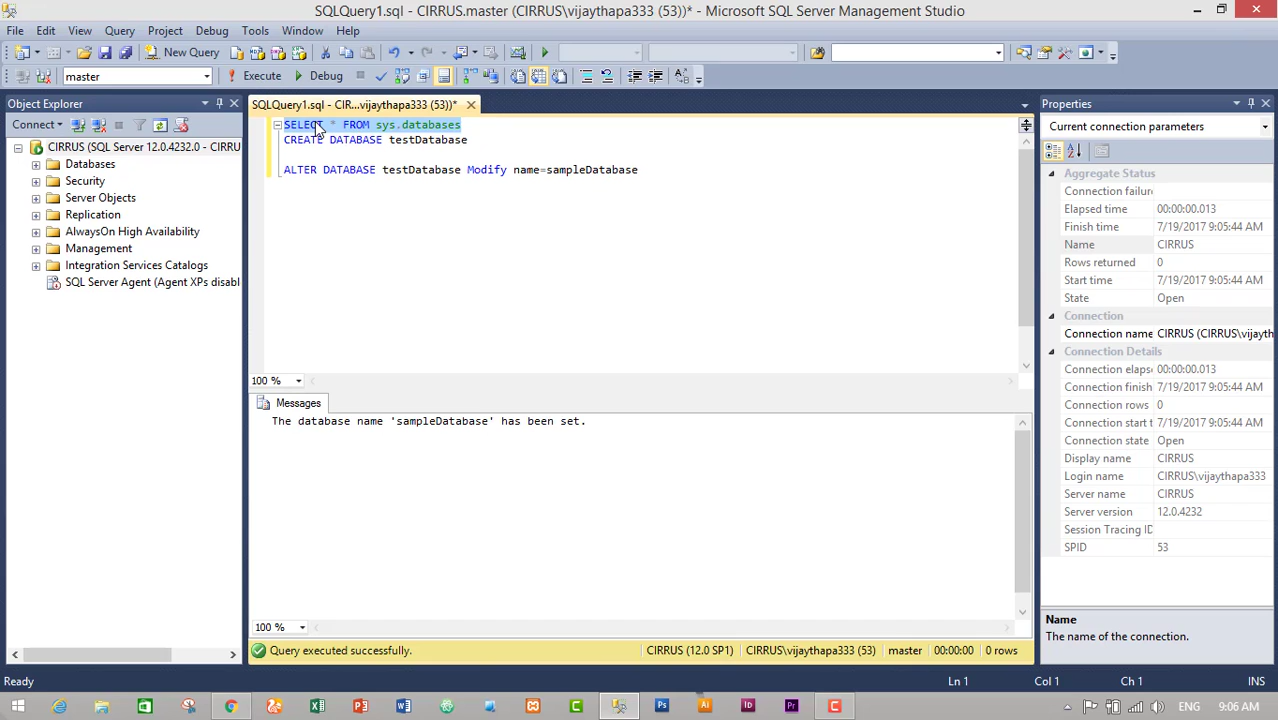 SQLQuery1.sql - CIRRUS.master (CIRRUS\vijaythapa333 (53))* - Microsoft SQL Server Management Studio
File Edit View Query Project Debug Tools Window Help
New Query
master Execute Debug
Object Explorer
Connect
CIRRUS (SQL Server 12.0.4232.0 - CIRRU
Databases
Security
Server Objects
Replication
AlwaysOn High Availability
Management
Integration Services Catalogs
SQL Server Agent (Agent XPs disabl
SQLQuery1.sql - CIR...vijaythapa333 (53))*
SELECT * FROM sys.databases
CREATE DATABASE testDatabase
ALTER DATABASE testDatabase Modify name=sampleDatabase
100 %
Messages
The database name 'sampleDatabase' has been set.
100 %
Query executed successfully. CIRRUS (12.0 SP1) CIRRUS\vijaythapa333 (53) master 00:00:00 0 rows
Properties
Current connection parameters
Aggregate Status
Connection failure
Elapsed time 00:00:00.013
Finish time 7/19/2017 9:05:44 AM
Name CIRRUS
Rows returned 0
Start time 7/19/2017 9:05:44 AM
State Open
Connection
Connection name CIRRUS (CIRRUS\vijayth
Connection Details
Connection elaps 00:00:00.013
Connection finish 7/19/2017 9:05:44 AM
Connection rows 0
Connection start t 7/19/2017 9:05:44 AM
Connection state Open
Display name CIRRUS
Login name CIRRUS\vijaythapa333
Server name CIRRUS
Server version 12.0.4232
Session Tracing ID
SPID 53
Name
The name of the connection.
Ready Ln 1 Col 1 Ch 1 INS
ENG 9:06 AM